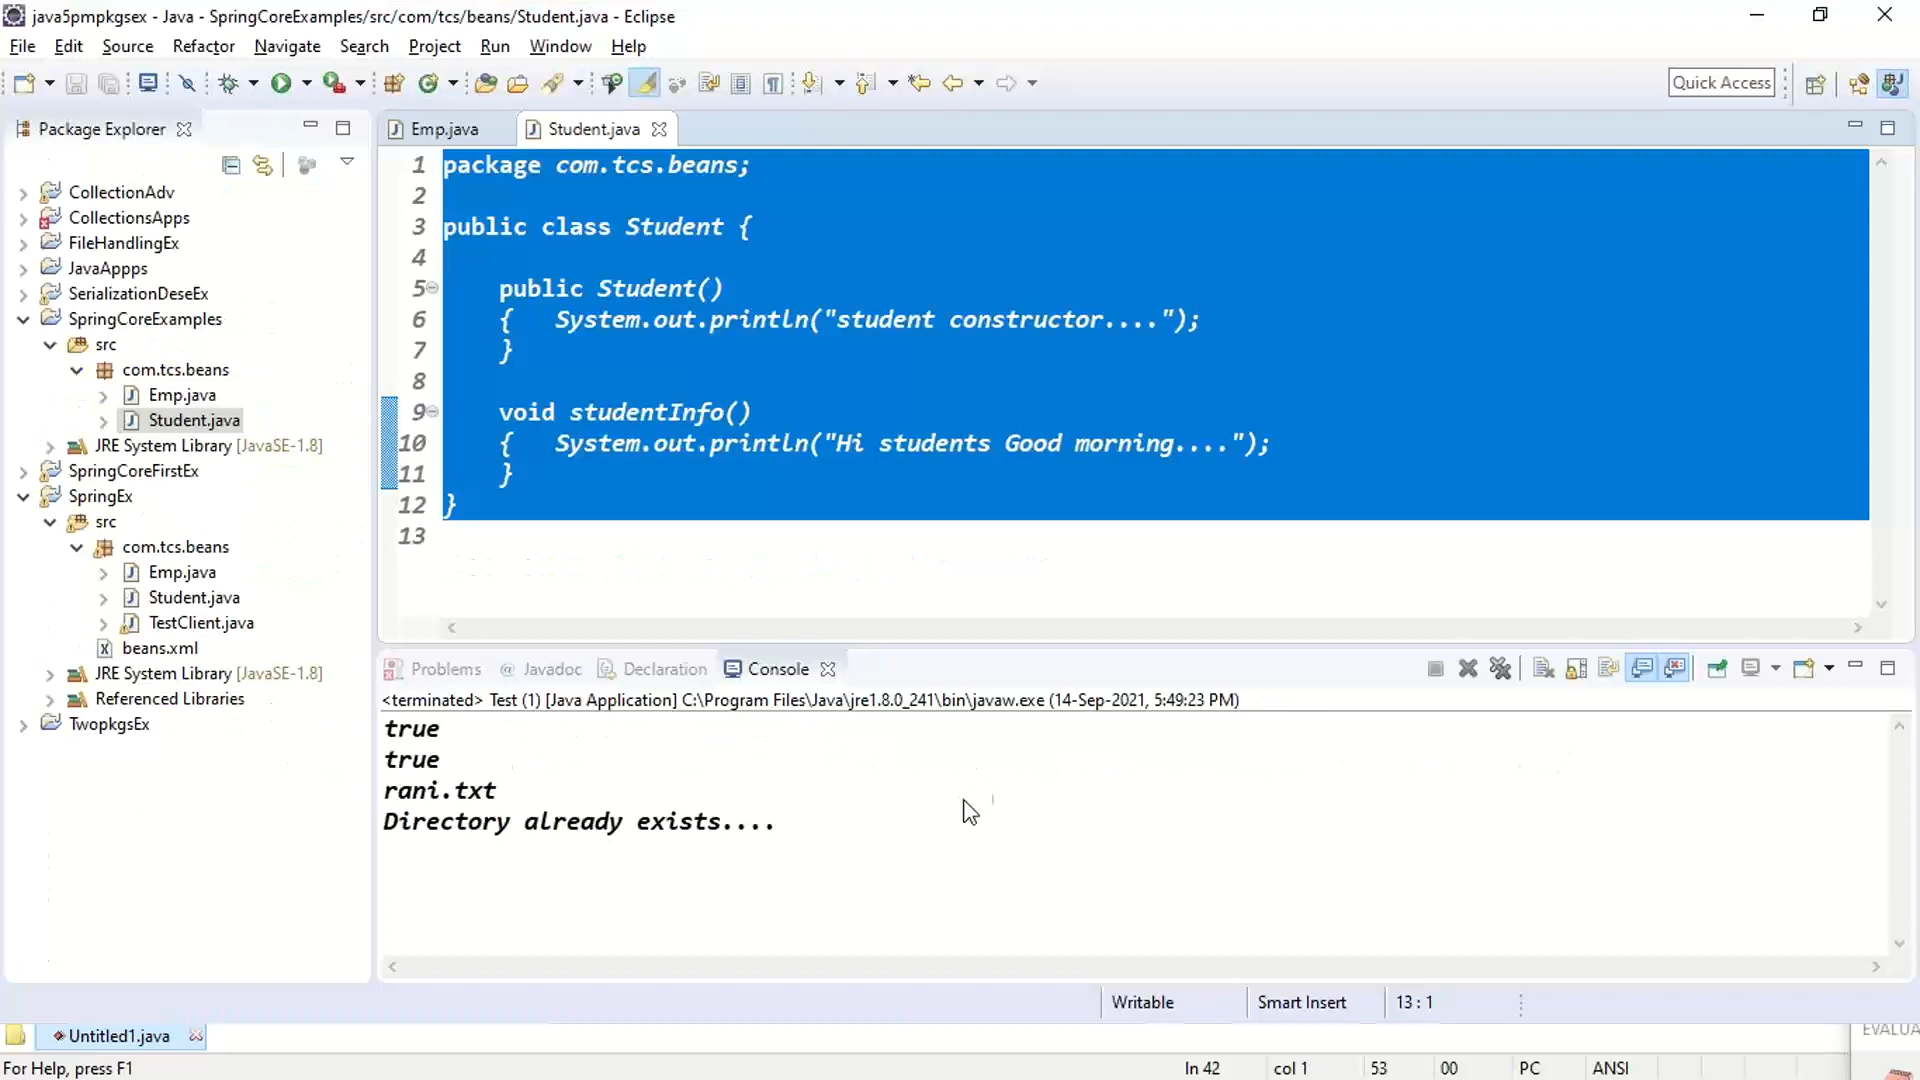 java5pmpkgsex - Java - SpringCoreExamples/src/com/tcs/beans/Student.java - Eclipse
File Edit Source Refactor Navigate Search Project Run Window Help
Quick Access
Package Explorer
CollectionAdv
CollectionsApps
FileHandlingEx
JavaAppps
SerializationDeseEx
SpringCoreExamples
src
com.tcs.beans
Emp.java
Student.java
JRE System Library [JavaSE-1.8]
SpringCoreFirstEx
SpringEx
src
com.tcs.beans
Emp.java
Student.java
TestClient.java
beans.xml
JRE System Library [JavaSE-1.8]
Referenced Libraries
TwopkgsEx
Emp.java Student.java
1 package com.tcs.beans;
2
3 public class Student {
4
5 public Student()
6 { System.out.println("student constructor....");
7 }
8
9 void studentInfo()
10 { System.out.println("Hi students Good morning....");
11 }
12 }
13
Problems @ Javadoc Declaration Console
<terminated> Test (1) [Java Application] C:\Program Files\Java\jre1.8.0_241\bin\javaw.exe (14-Sep-2021, 5:49:23 PM)
true
true
rani.txt
Directory already exists....
Writable Smart Insert 13 : 1
Untitled1.java
EVALUA
For Help, press F1 ln 42 col 1 53 00 PC ANSI